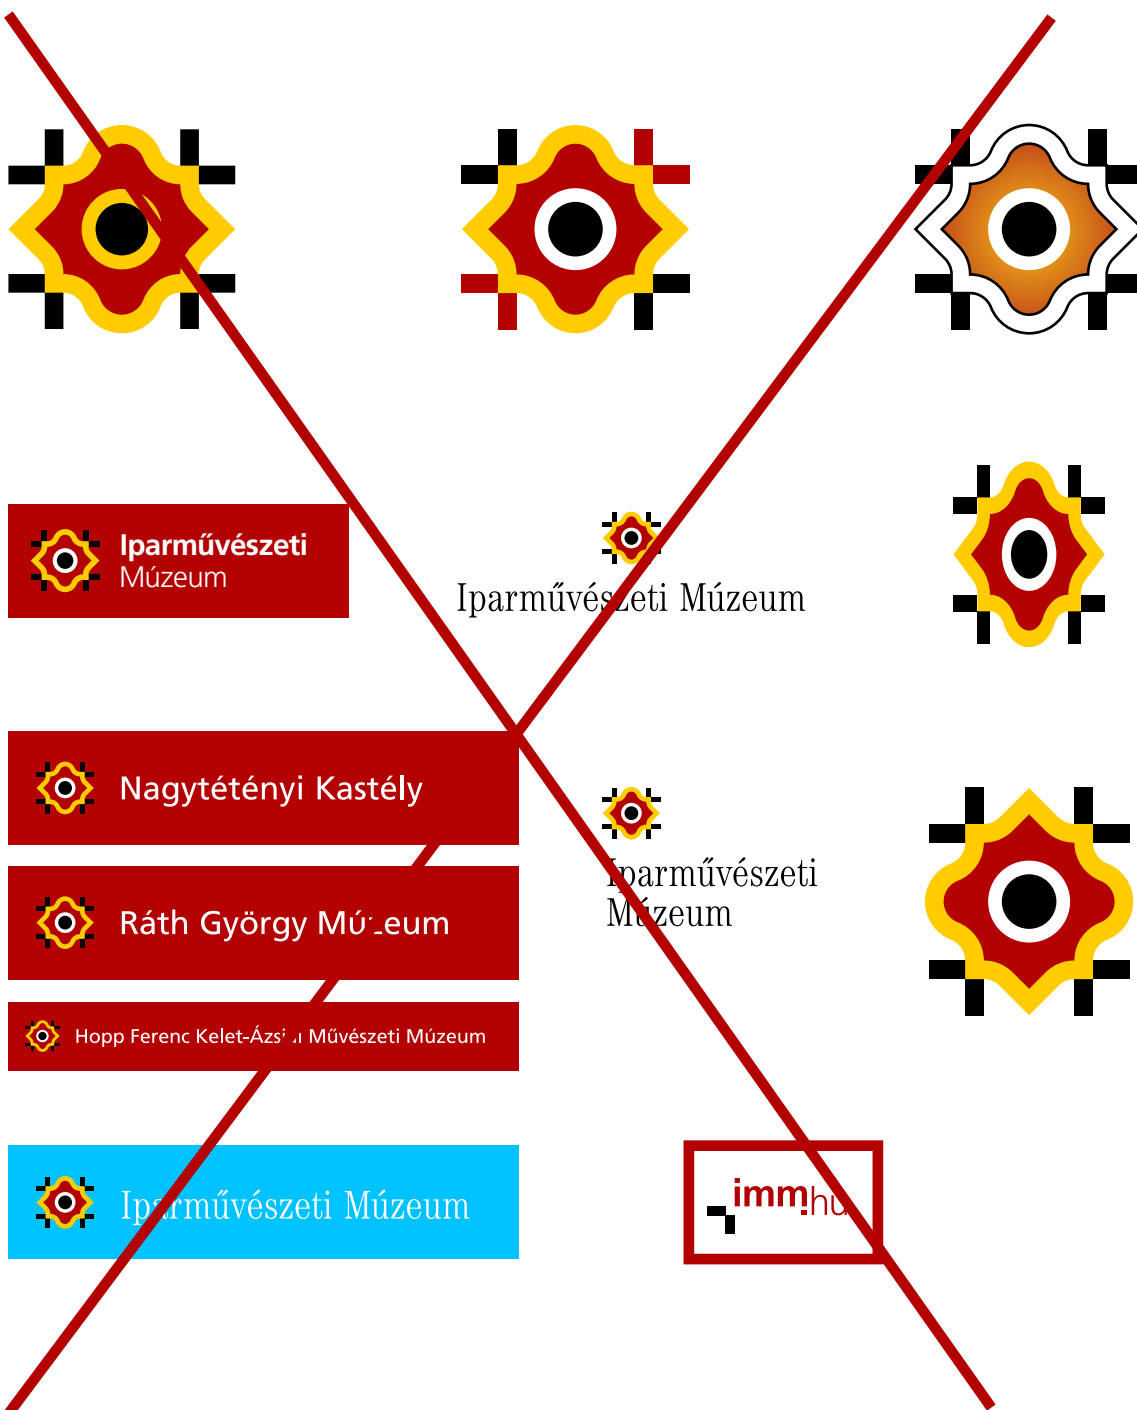 Iparművészeti
Múzeum
Iparművészeti Múzeum
Nagytétényi Kastély
Iparművészeti
Múzeum
Ráth György Múzeum
Hopp Ferenc Kelet-Ázsiai Művészeti Múzeum
Iparművészeti Múzeum
imm.hu